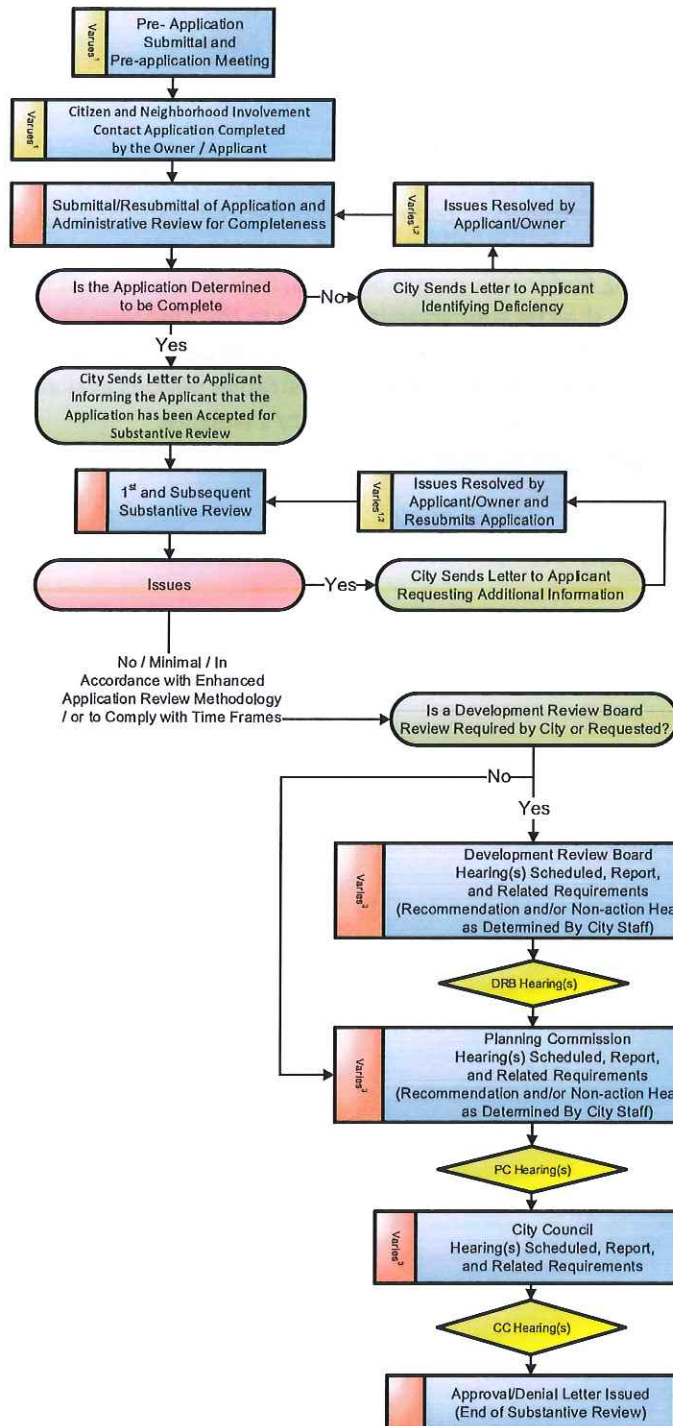 Pre- Application
Submittal and
Pre-application Meeting
Varues¹
Citizen and Neighborhood Involvement
Contact Application Completed
by the Owner / Applicant
Varues¹
Submittal/Resubmittal of Application and
Administrative Review for Completeness
Issues Resolved by
Applicant/Owner
Varies¹,²
Is the Application Determined
to be Complete
No
City Sends Letter to Applicant
Identifying Deficiency
Yes
City Sends Letter to Applicant
Informing the Applicant that the
Application has been Accepted for
Substantive Review
1st and Subsequent
Substantive Review
Issues Resolved by
Applicant/Owner and
Resubmits Application
Varies¹,²
Issues
Yes
City Sends Letter to Applicant
Requesting Additional Information
No / Minimal / In
Accordance with Enhanced
Application Review Methodology
/ or to Comply with Time Frames
Is a Development Review Board
Review Required by City or Requested?
No
Yes
Development Review Board
Hearing(s) Scheduled, Report,
and Related Requirements
(Recommendation and/or Non-action Hea
as Determined By City Staff)
Varies³
DRB Hearing(s)
Planning Commission
Hearing(s) Scheduled, Report,
and Related Requirements
(Recommendation and/or Non-action Hea
as Determined By City Staff)
Varies³
PC Hearing(s)
City Council
Hearing(s) Scheduled, Report,
and Related Requirements
Varies³
CC Hearing(s)
Approval/Denial Letter Issued
(End of Substantive Review)